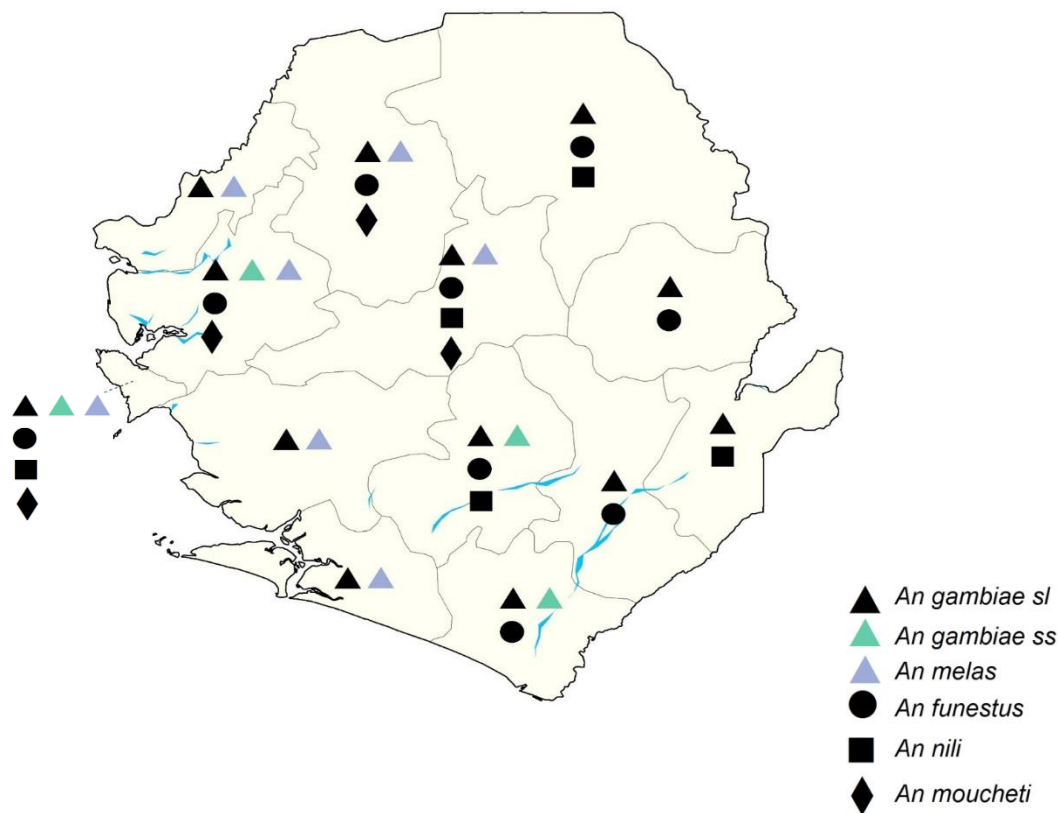 An gambiae sl
An gambiae ss
An melas
An funestus
An nili
An moucheti